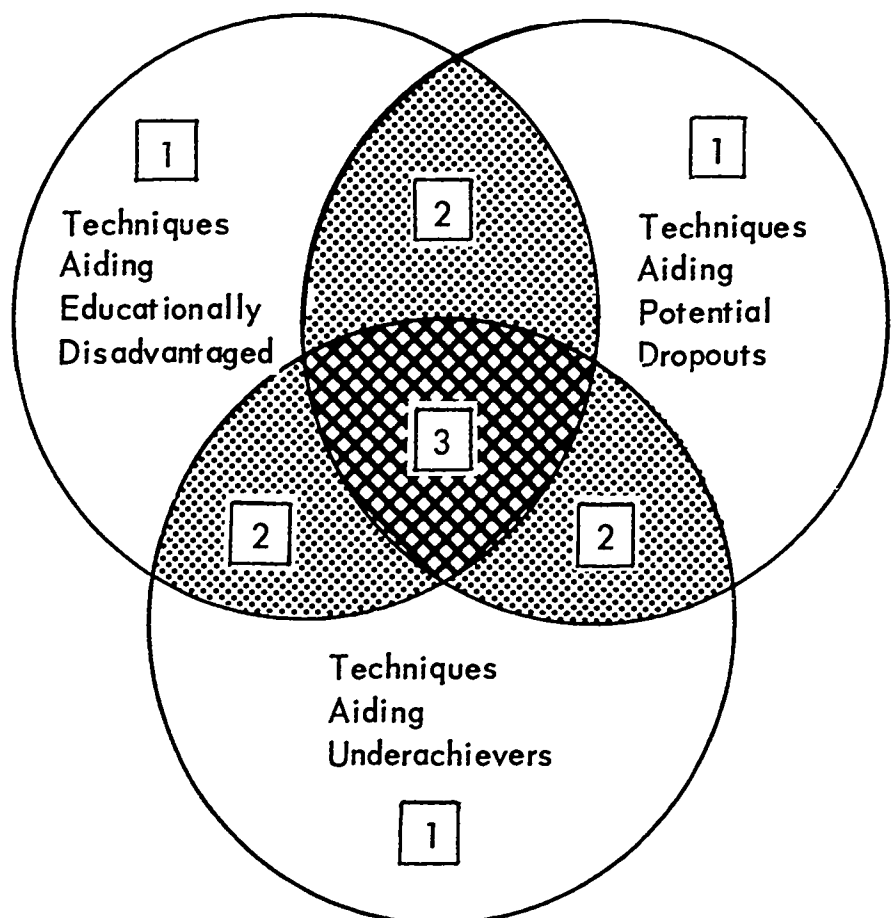 1
Techniques
Aiding
Educationally
Disadvantaged
2
1
Techniques
Aiding
Potential
Dropouts
3
2
2
Techniques
Aiding
Underachievers
1